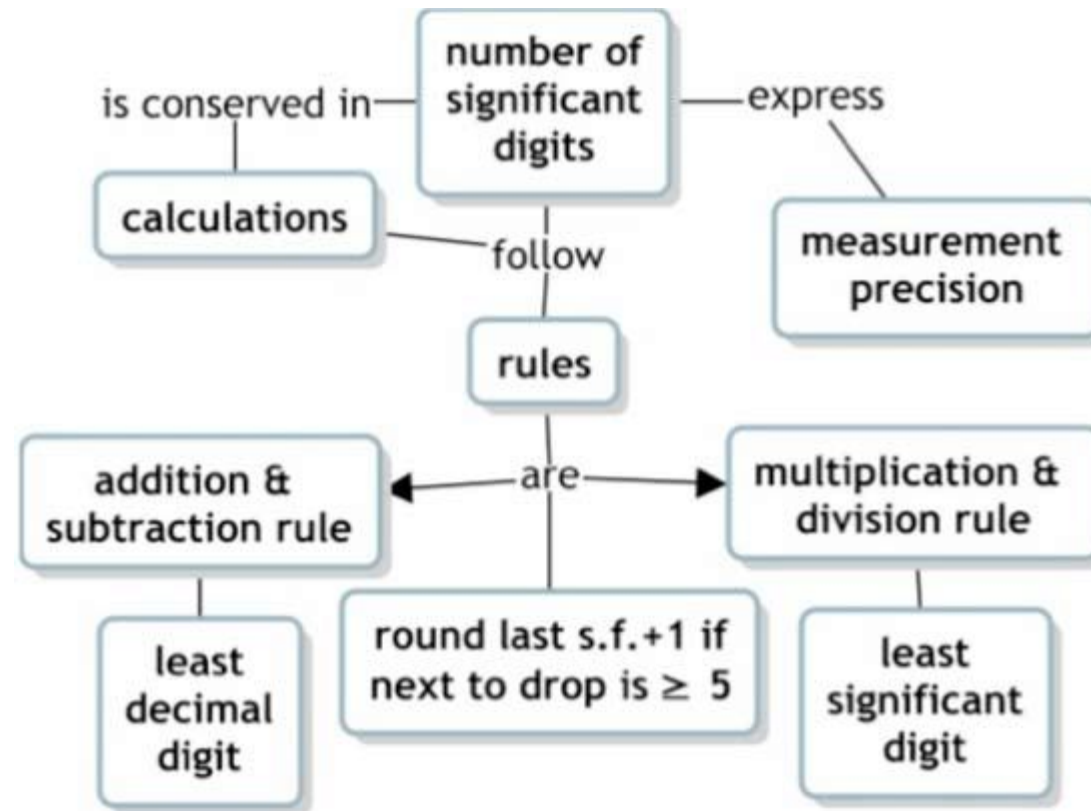 number of
significant
digits
is conserved in
express
calculations
measurement
precision
follow
rules
are
addition &
subtraction rule
multiplication &
division rule
least
decimal
digit
round last s.f.+1 if
next to drop is ≥ 5
least
significant
digit